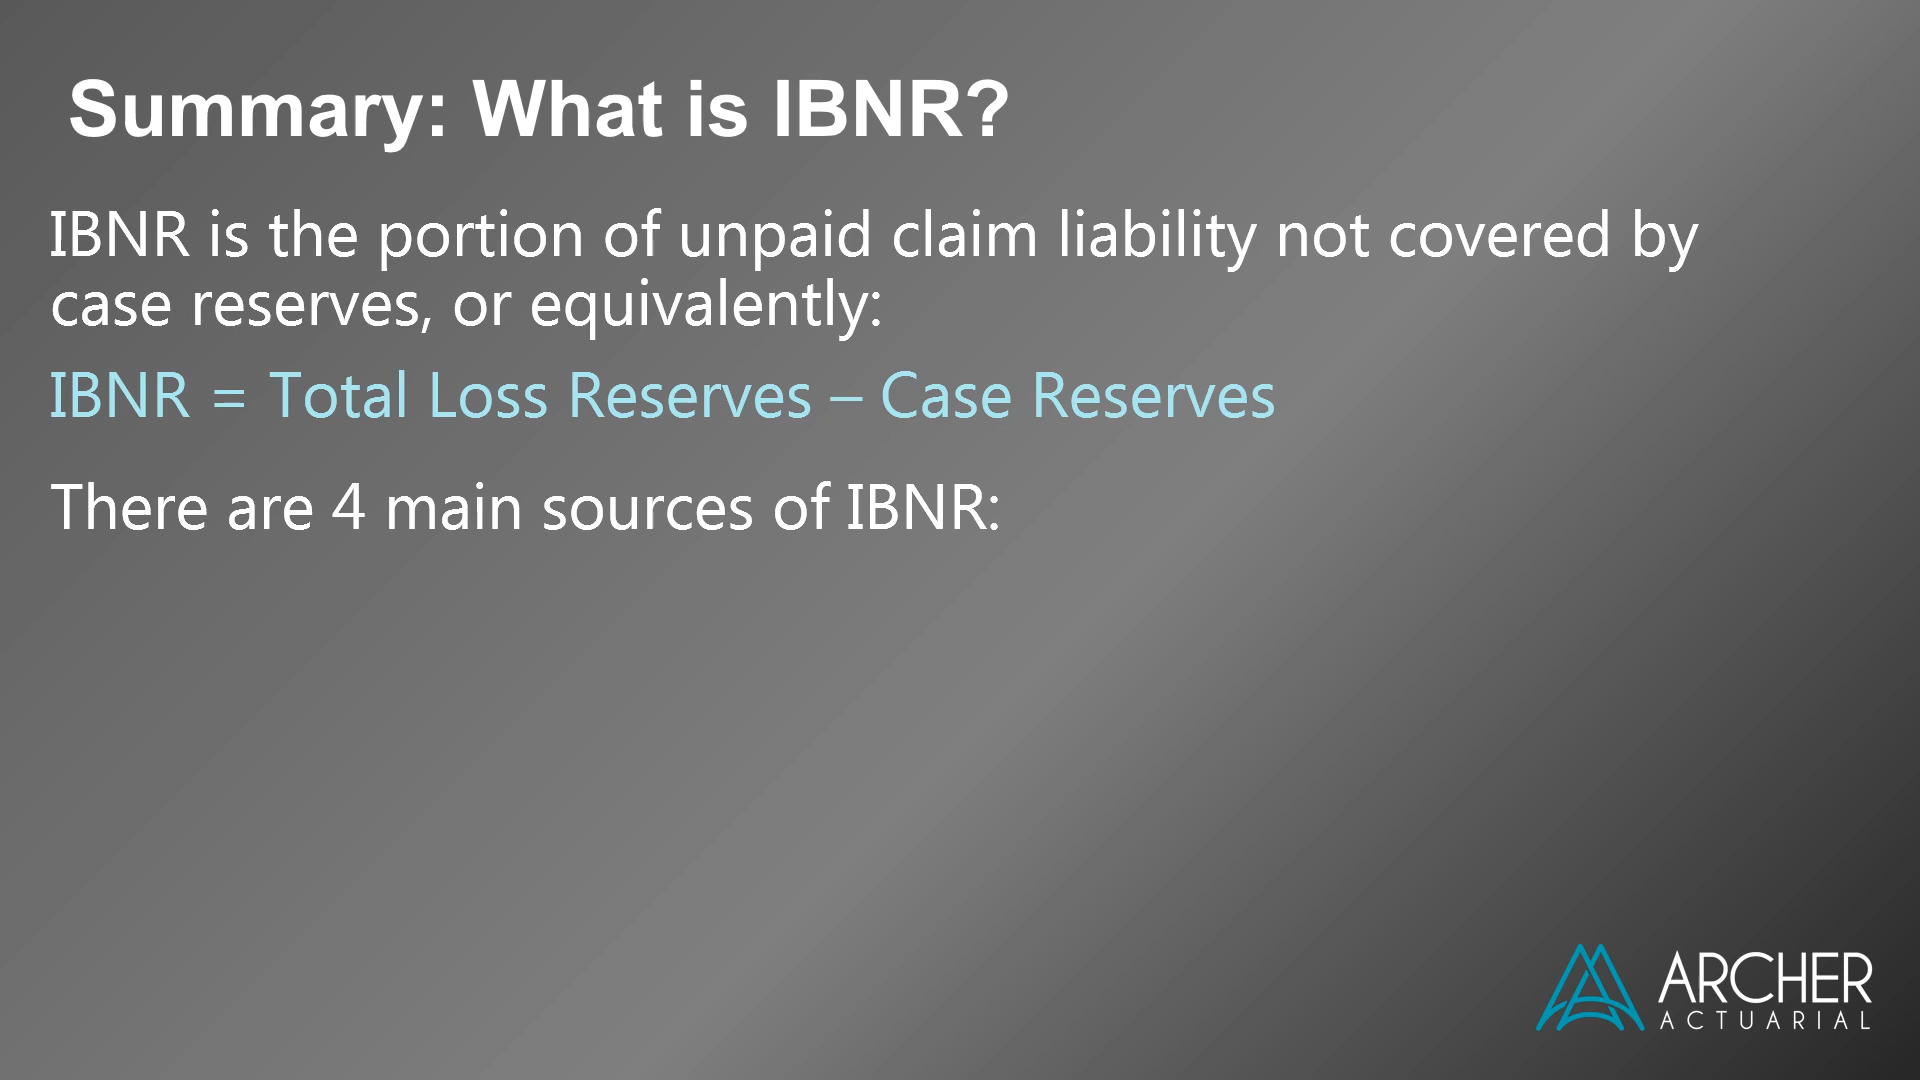 Summary: What is IBNR?
IBNR is the portion of unpaid claim liability not covered by
case reserves, or equivalently:
IBNR = Total Loss Reserves – Case Reserves
There are 4 main sources of IBNR:
ARCHER
ACTUARIAL